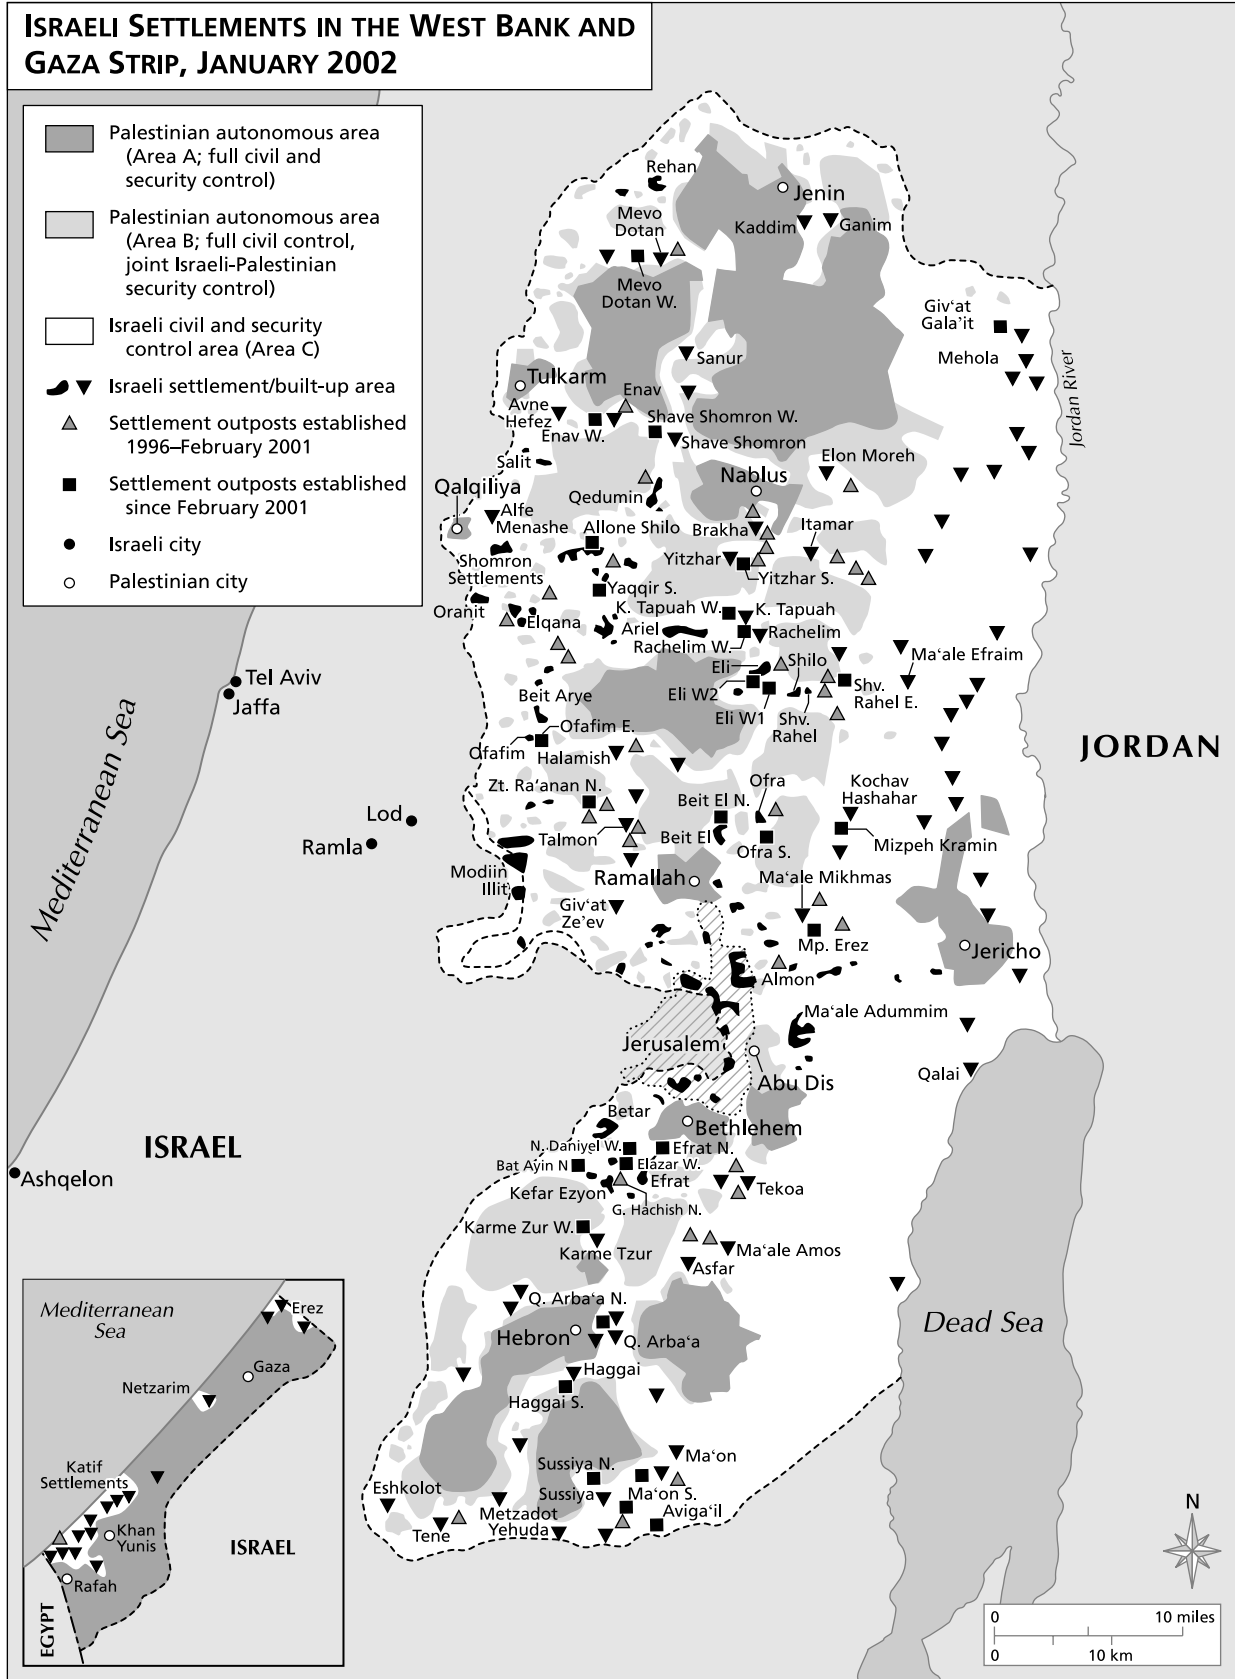 ISRAELI SETTLEMENTS IN THE WEST BANK AND
GAZA STRIP, JANUARY 2002
Palestinian autonomous area
(Area A; full civil and
security control)
Palestinian autonomous area
(Area B; full civil control,
joint Israeli-Palestinian
security control)
Israeli civil and security
control area (Area C)
Israeli settlement/built-up area
Settlement outposts established
1996–February 2001
Settlement outposts established
since February 2001
Israeli city
Palestinian city
Rehan
Jenin
Mevo
Dotan
Kaddim
Ganim
Mevo
Dotan W.
Giv‘at
Gala‘it
Mehola
Jordan River
Sanur
Tulkarm
Enav
Avne
Hefez
Enav W.
Shave Shomron W.
Shave Shomron
Salit
Elon Moreh
Nablus
Qalqiliya
Qedumin
Alfe
Menashe
Allone Shilo
Brakha
Itamar
Shomron
Settlements
Yitzhar
Yitzhar S.
Yaqqir S.
Oranit
K. Tapuah W.
K. Tapuah
Elqana
Ariel
Rachelim W.
Rachelim
Eli
Shilo
Ma‘ale Efraim
Tel Aviv
Jaffa
Beit Arye
Eli W2
Shv.
Rahel E.
Eli W1
Shv.
Rahel
Ofafim E.
Ofafim
Halamish
JORDAN
Mediterranean Sea
Zt. Ra‘anan N.
Ofra
Kochav
Hashahar
Beit El N.
Lod
Ramla
Talmon
Beit El
Ofra S.
Mizpeh Kramin
Modiin
Illit
Ramallah
Ma‘ale Mikhmas
Giv‘at
Ze‘ev
Mp. Erez
Jericho
Almon
Ma‘ale Adummim
Jerusalem
Abu Dis
Qalai
Betar
Bethlehem
ISRAEL
N. Daniyel W.
Efrat N.
Bat Ayin N
Elazar W.
Ashqelon
Efrat
Tekoa
Kefar Ezyon
G. Hachish N.
Karme Zur W.
Karme Tzur
Ma‘ale Amos
Asfar
Q. Arba‘a N.
Hebron
Q. Arba‘a
Dead Sea
Haggai
Haggai S.
Ma‘on
Sussiya N.
Eshkolot
Sussiya
Ma‘on S.
Metzadot
Yehuda
Aviga‘il
Tene
Mediterranean
Sea
Erez
Gaza
Netzarim
Katif
Settlements
Khan
Yunis
ISRAEL
Rafah
EGYPT
N
0
10 miles
0
10 km